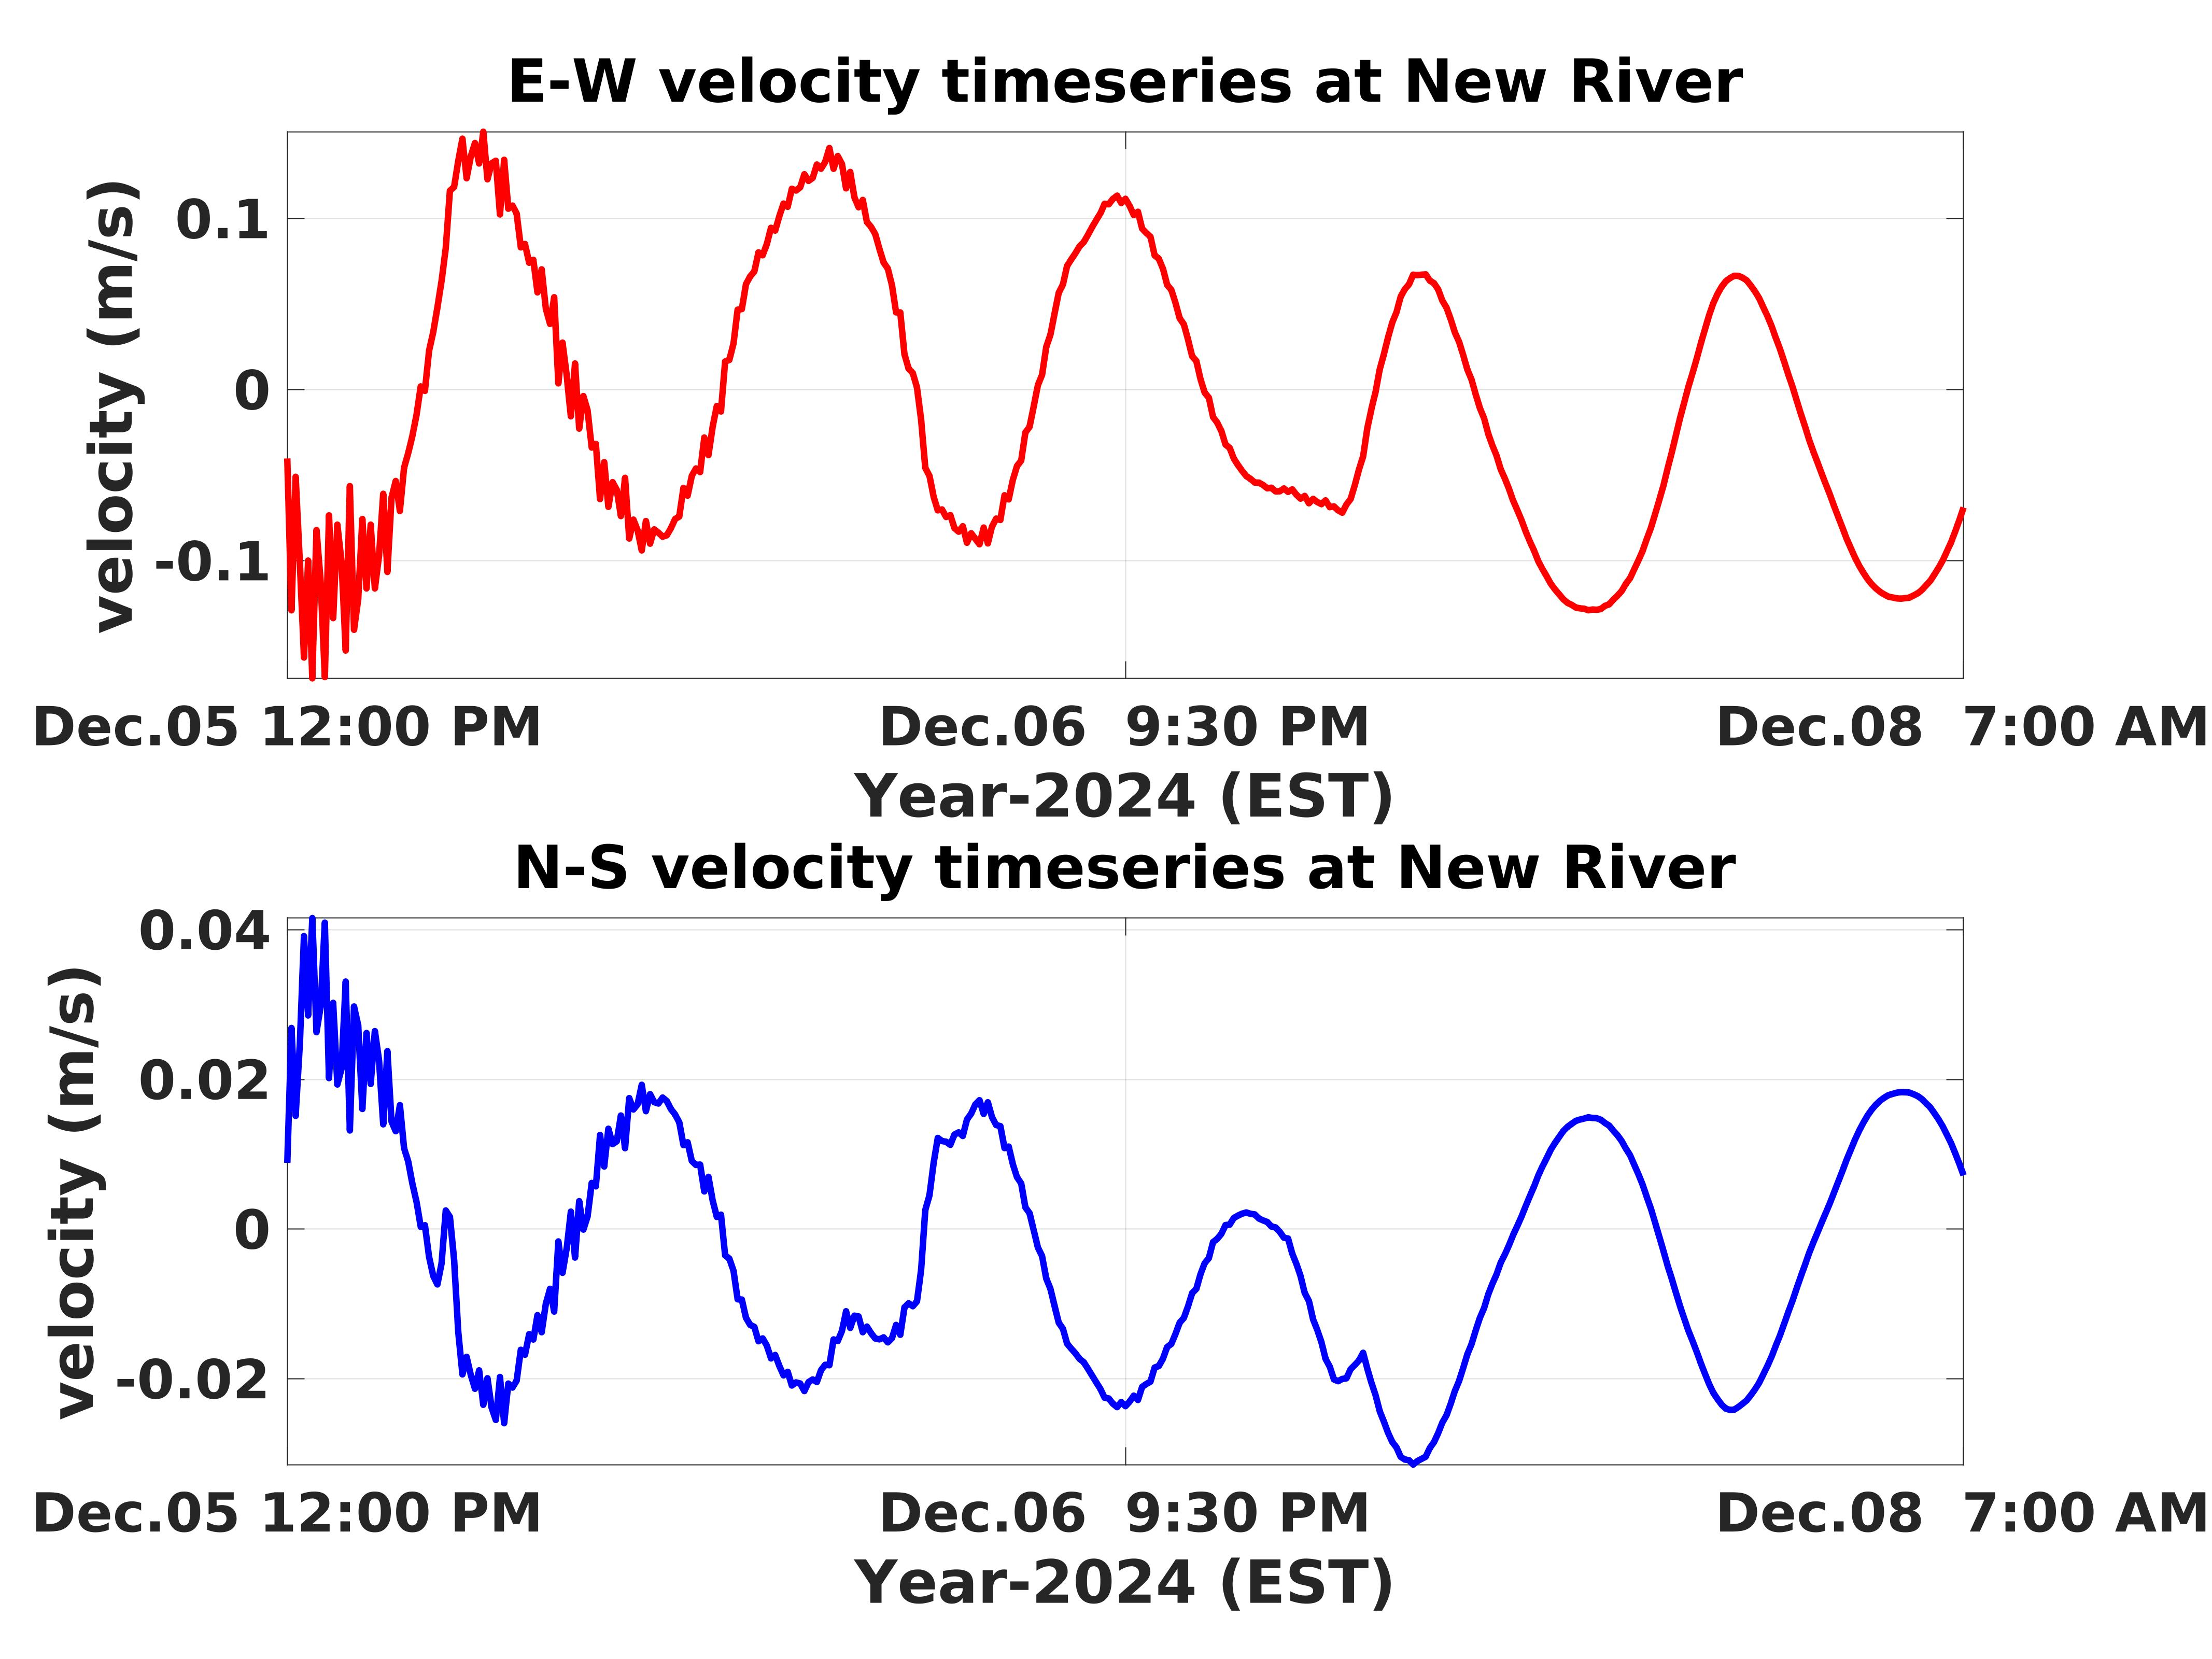 E-W velocity timeseries at New River
velocity (m/s)
0.1
0
-0.1
Dec.05 12:00 PM
Dec.06  9:30 PM
Dec.08  7:00 AM
Year-2024 (EST)
N-S velocity timeseries at New River
velocity (m/s)
0.04
0.02
0
-0.02
Dec.05 12:00 PM
Dec.06  9:30 PM
Dec.08  7:00 AM
Year-2024 (EST)